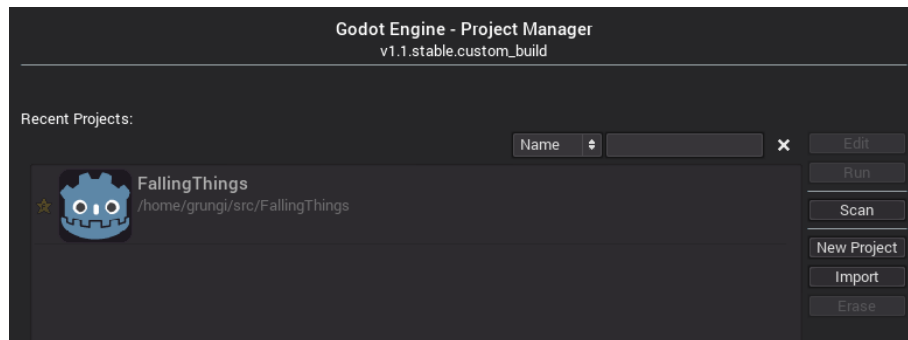 Godot Engine - Project Manager
v1.1.stable.custom_build
Recent Projects:
Name
Edit
Run
FallingThings
/home/grungi/src/FallingThings
Scan
New Project
Import
Erase